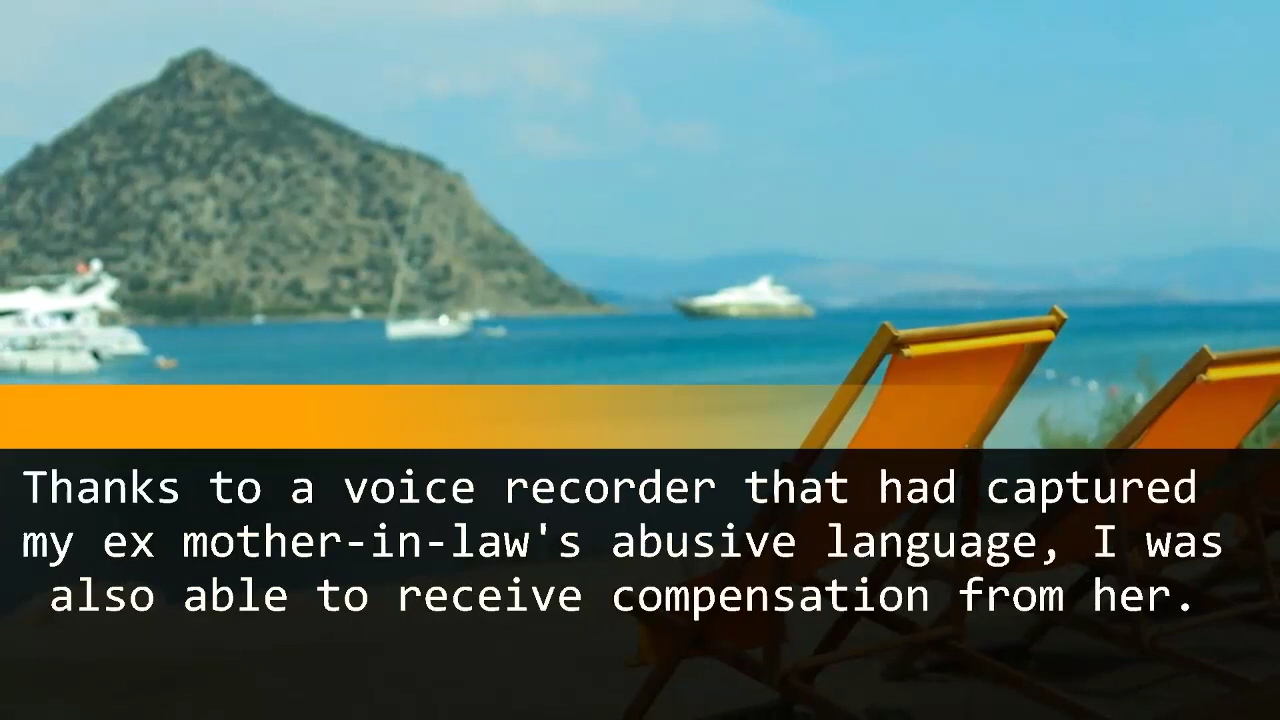 Thanks to a voice recorder that had captured
my ex mother-in-law's abusive language, I was
also able to receive compensation from her.